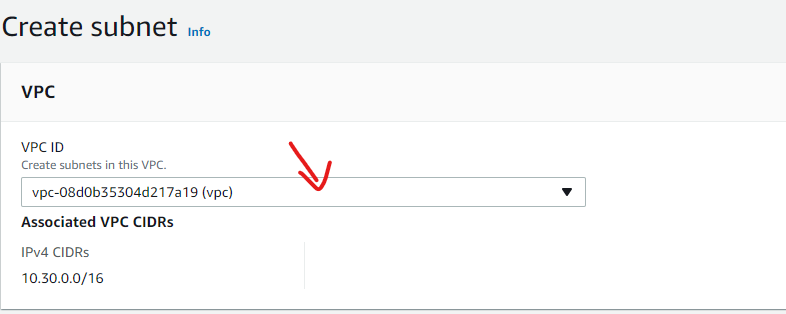 Create subnet Info
VPC
VPC ID
Create subnets in this VPC.
vpc-08d0b35304d217a19 (vpc)
Associated VPC CIDRs
IPv4 CIDRs
10.30.0.0/16